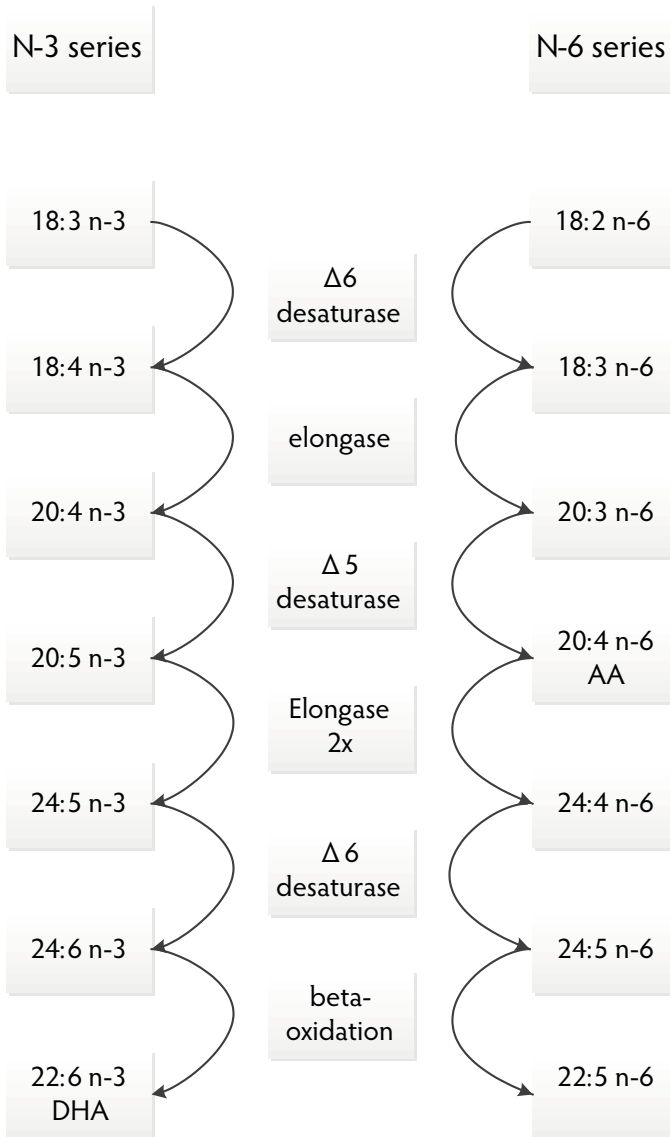 N-3 series
N-6 series
18:3 n-3
18:2 n-6
Δ6
desaturase
18:4 n-3
18:3 n-6
elongase
20:4 n-3
20:3 n-6
Δ 5
desaturase
20:5 n-3
20:4 n-6
AA
Elongase
2x
24:5 n-3
24:4 n-6
Δ 6
desaturase
24:6 n-3
24:5 n-6
beta-
oxidation
22:6 n-3
DHA
22:5 n-6